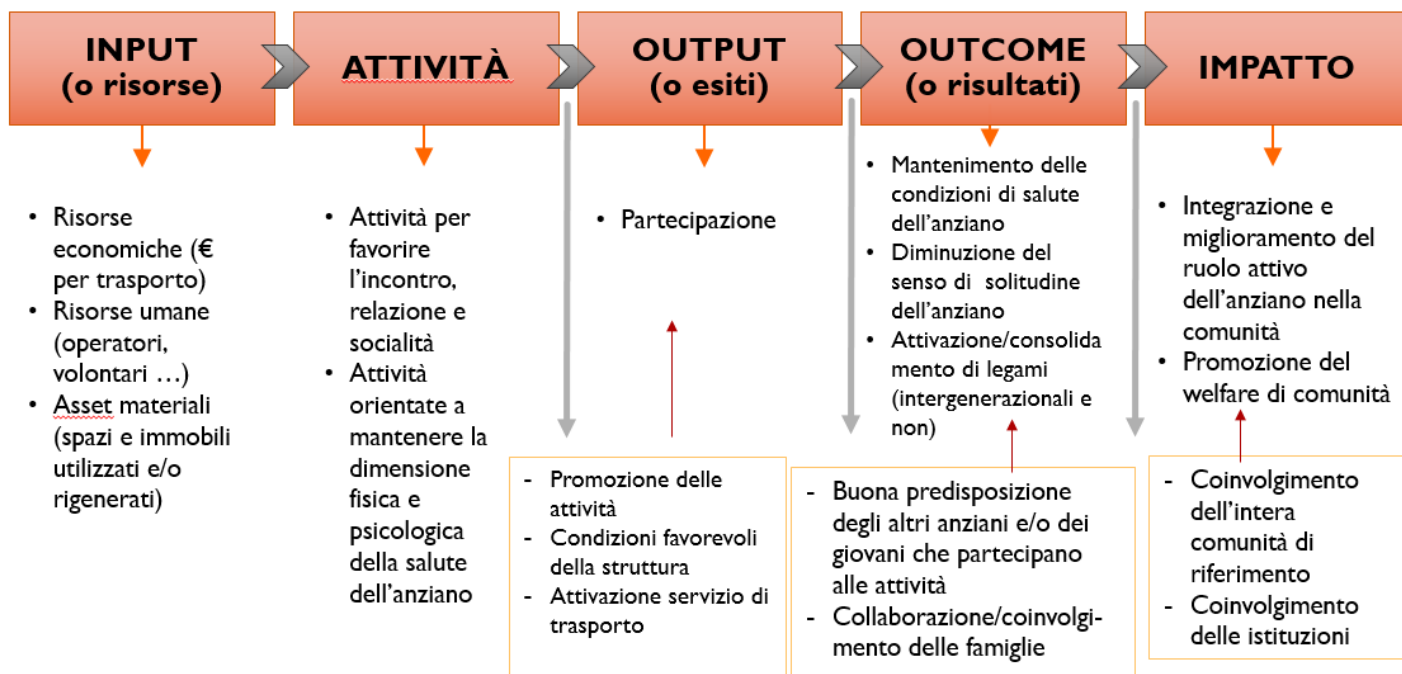 INPUT
(o risorse)
ATTIVITÀ
OUTPUT
(o esiti)
OUTCOME
(o risultati)
IMPATTO
• Risorse
economiche (€
per trasporto)
• Risorse umane
(operatori,
volontari …)
• Asset materiali
(spazi e immobili
utilizzati e/o
rigenerati)
• Attività per
favorire
l'incontro,
relazione e
socialità
• Attività
orientate a
mantenere la
dimensione
fisica e
psicologica
della salute
dell'anziano
• Partecipazione
• Mantenimento delle
condizioni di salute
dell'anziano
• Diminuzione del
senso di solitudine
dell'anziano
• Attivazione/consolida
mento di legami
(intergenerazionali e
non)
• Integrazione e
miglioramento del
ruolo attivo
dell'anziano nella
comunità
• Promozione del
welfare di comunità
- Promozione delle
attività
- Condizioni favorevoli
della struttura
- Attivazione servizio di
trasporto
- Buona predisposizione
degli altri anziani e/o dei
giovani che partecipano
alle attività
- Collaborazione/coinvolgi-
mento delle famiglie
- Coinvolgimento
dell'intera
comunità di
riferimento
- Coinvolgimento
delle istituzioni